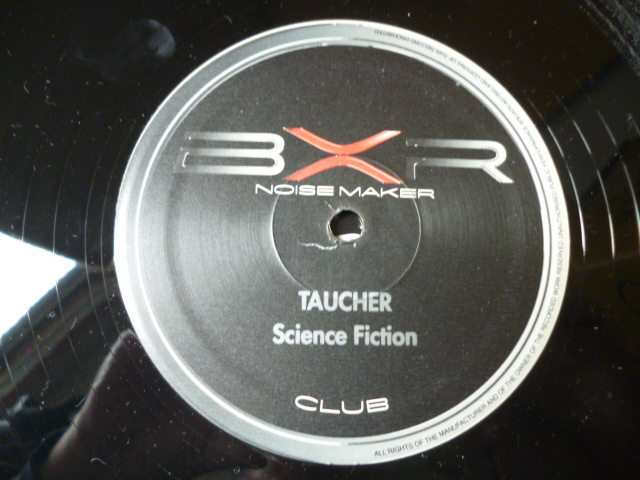 BXR
NOISE MAKER
TAUCHER
Science Fiction
CLUB
ALL RIGHTS OF THE MANUFACTURER AND OF THE OWNER OF THE RECORDED WORK RESERVED